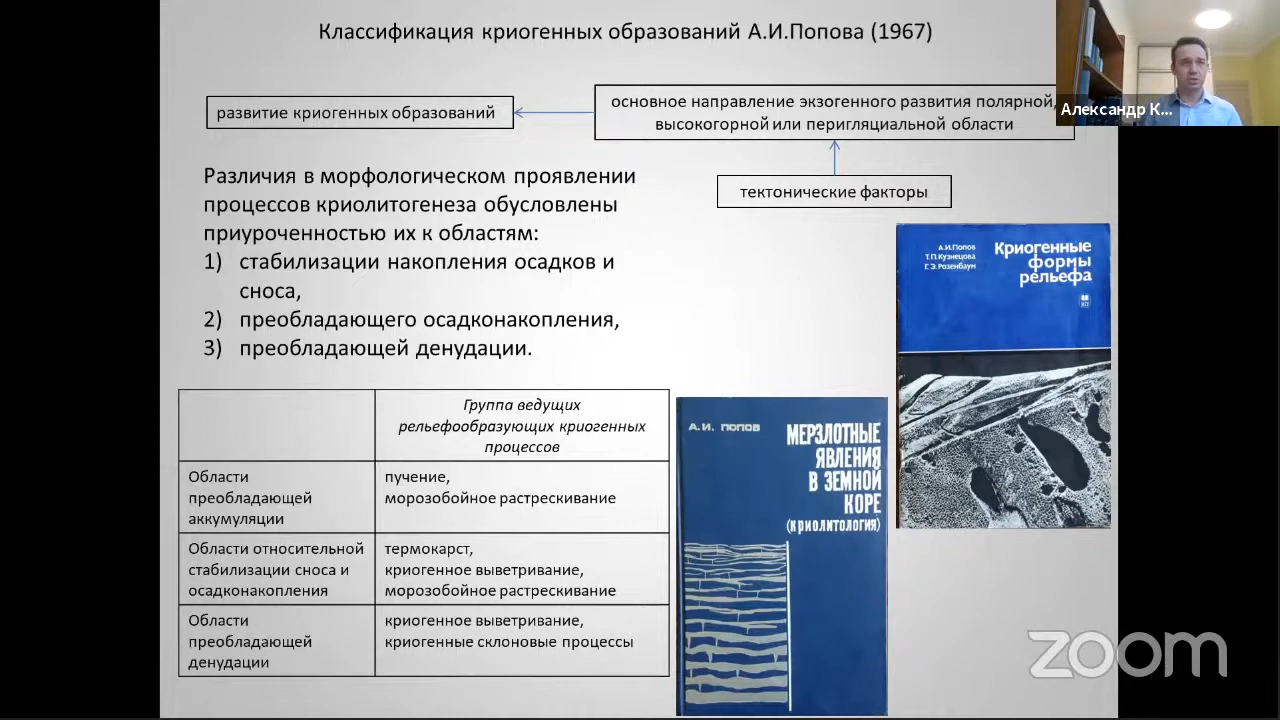 Классификация криогенных образований А.И.Попова (1967)
Александр К...
развитие криогенных образований
основное направление экзогенного развития полярной,
высокогорной или перигляциальной области
тектонические факторы
Различия в морфологическом проявлении
процессов криолитогенеза обусловлены
приуроченностью их к областям:
1) стабилизации накопления осадков и
сноса,
2) преобладающего осадконакопления,
3) преобладающей денудации.
Группа ведущих
рельефообразующих криогенных
процессов
Области
преобладающей
аккумуляции
пучение,
морозобойное растрескивание
Области относительной
стабилизации сноса и
осадконакопления
термокарст,
криогенное выветривание,
морозобойное растрескивание
Области
преобладающей
денудации
криогенное выветривание,
криогенные склоновые процессы
А.И. ПОПОВ
МЕРЗЛОТНЫЕ
ЯВЛЕНИЯ
В ЗЕМНОЙ
КОРЕ
(криолитология)
А.И.Попов
Т.П.Кузнецова
Г.Э.Розенбаум
Криогенные
формы
рельефа
zoom